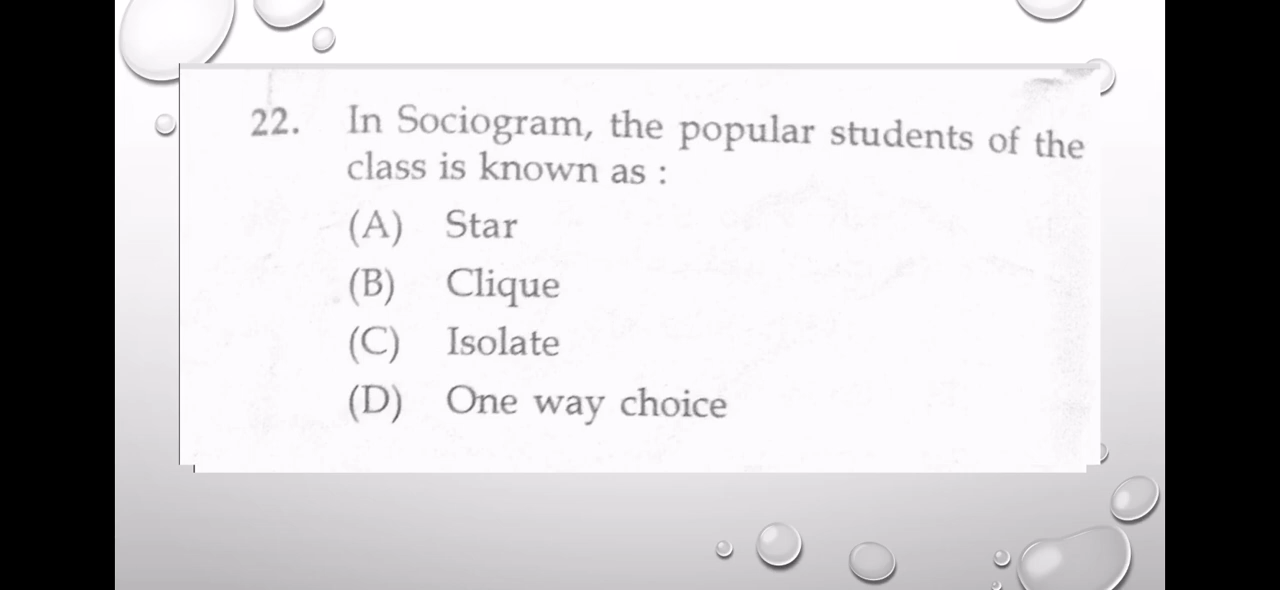 22. In Sociogram, the popular students of the
class is known as :
(A) Star
(B) Clique
(C) Isolate
(D) One way choice